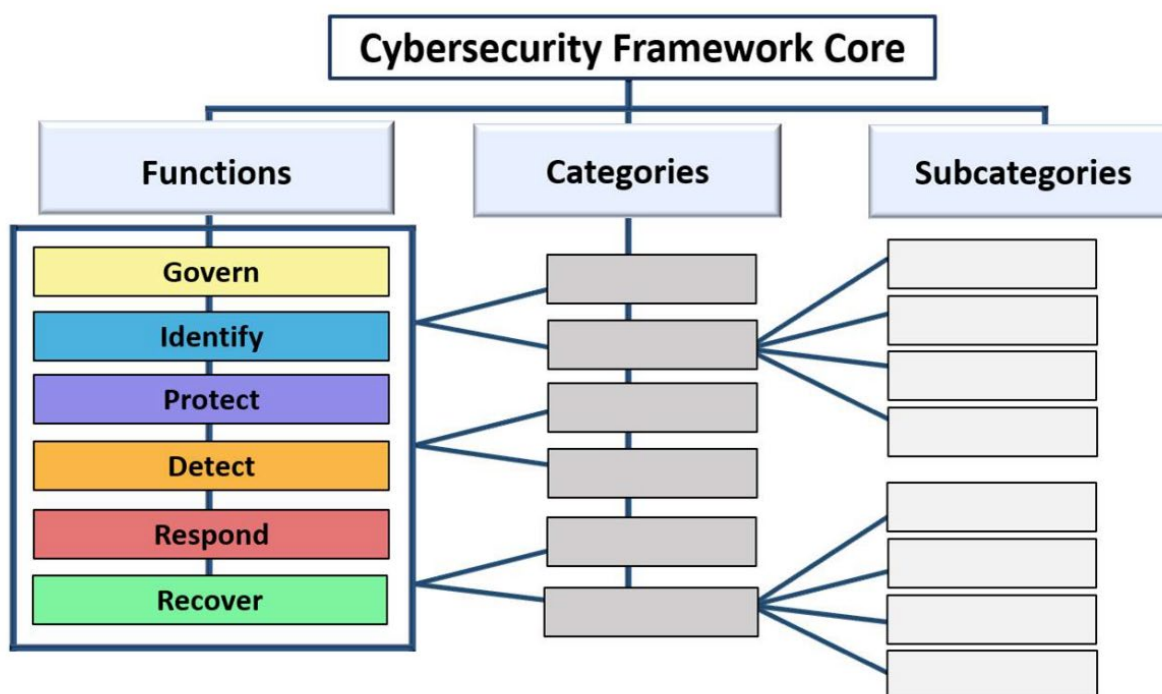 Cybersecurity Framework Core
Functions
Categories
Subcategories
Govern
Identify
Protect
Detect
Respond
Recover